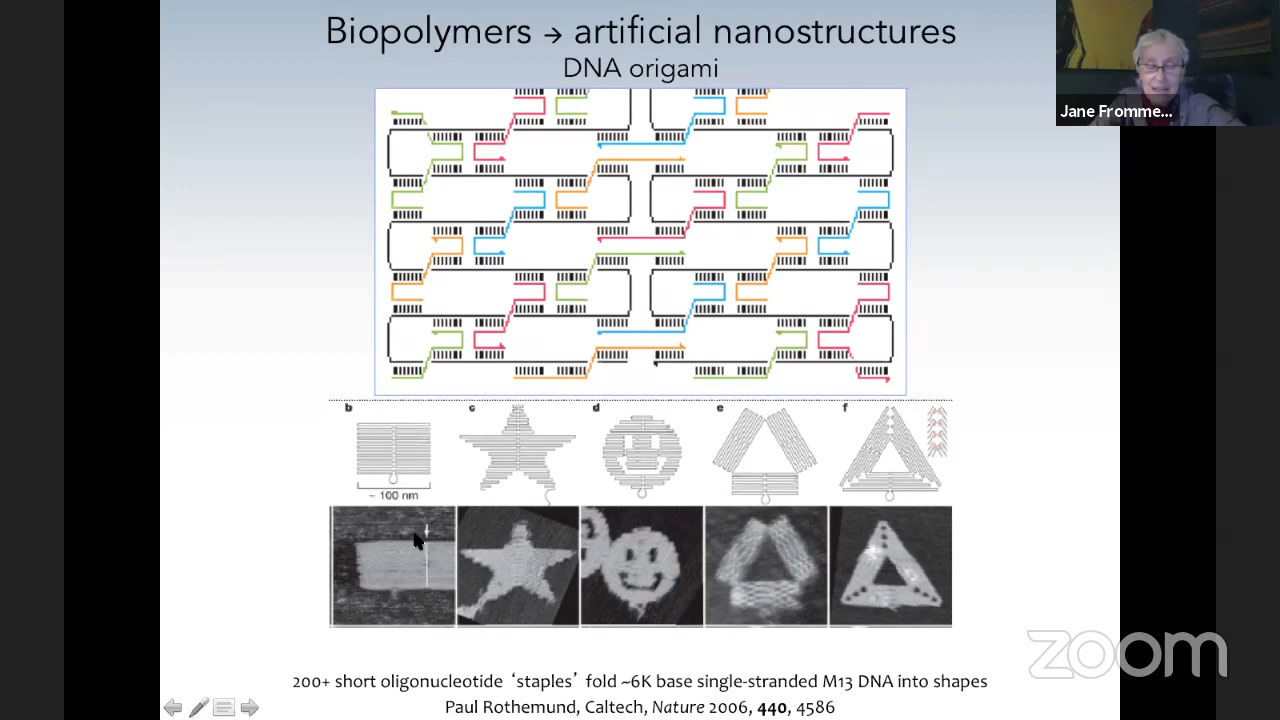 Biopolymers → artificial nanostructures
DNA origami
Jane Fromme...
b c d e f
~ 100 nm
zoom
200+ short oligonucleotide ‘staples’ fold ~6K base single-stranded M13 DNA into shapes
Paul Rothemund, Caltech, Nature 2006, 440, 4586